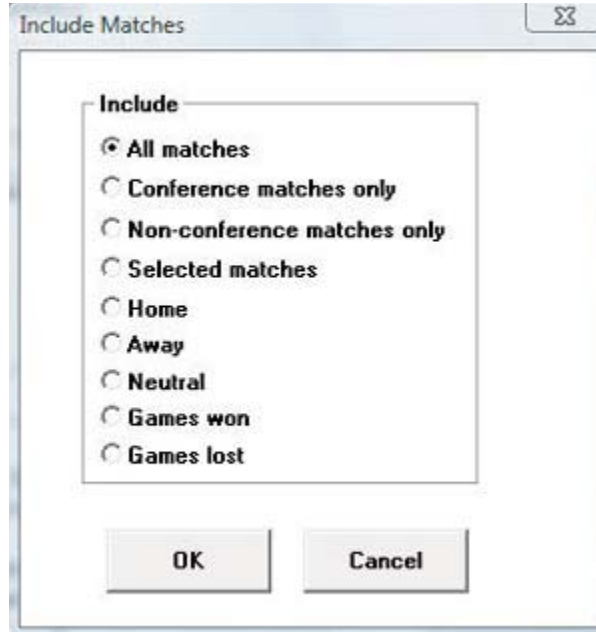 Include Matches
Include
All matches
Conference matches only
Non-conference matches only
Selected matches
Home
Away
Neutral
Games won
Games lost
OK Cancel